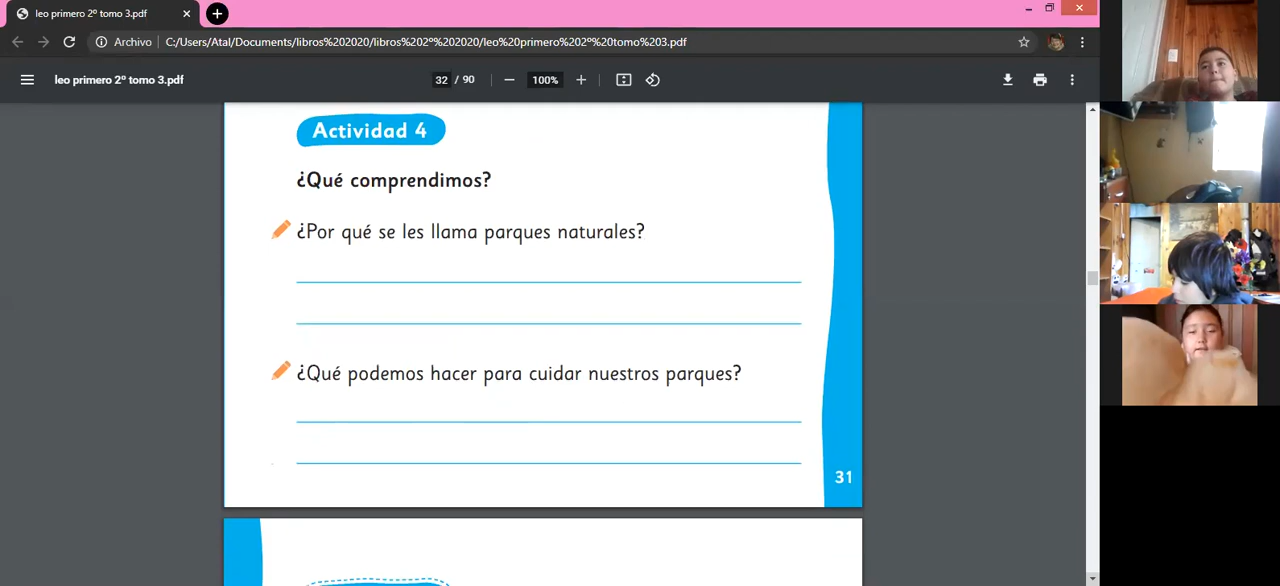 leo primero 2º tomo 3.pdf
Archivo
C:/Users/Atal/Documents/libros%202020/libros%202º%202020/leo%20primero%202º%20tomo%203.pdf
leo primero 2º tomo 3.pdf
32 / 90
100%
Actividad 4
¿Qué comprendimos?
¿Por qué se les llama parques naturales?
¿Qué podemos hacer para cuidar nuestros parques?
31